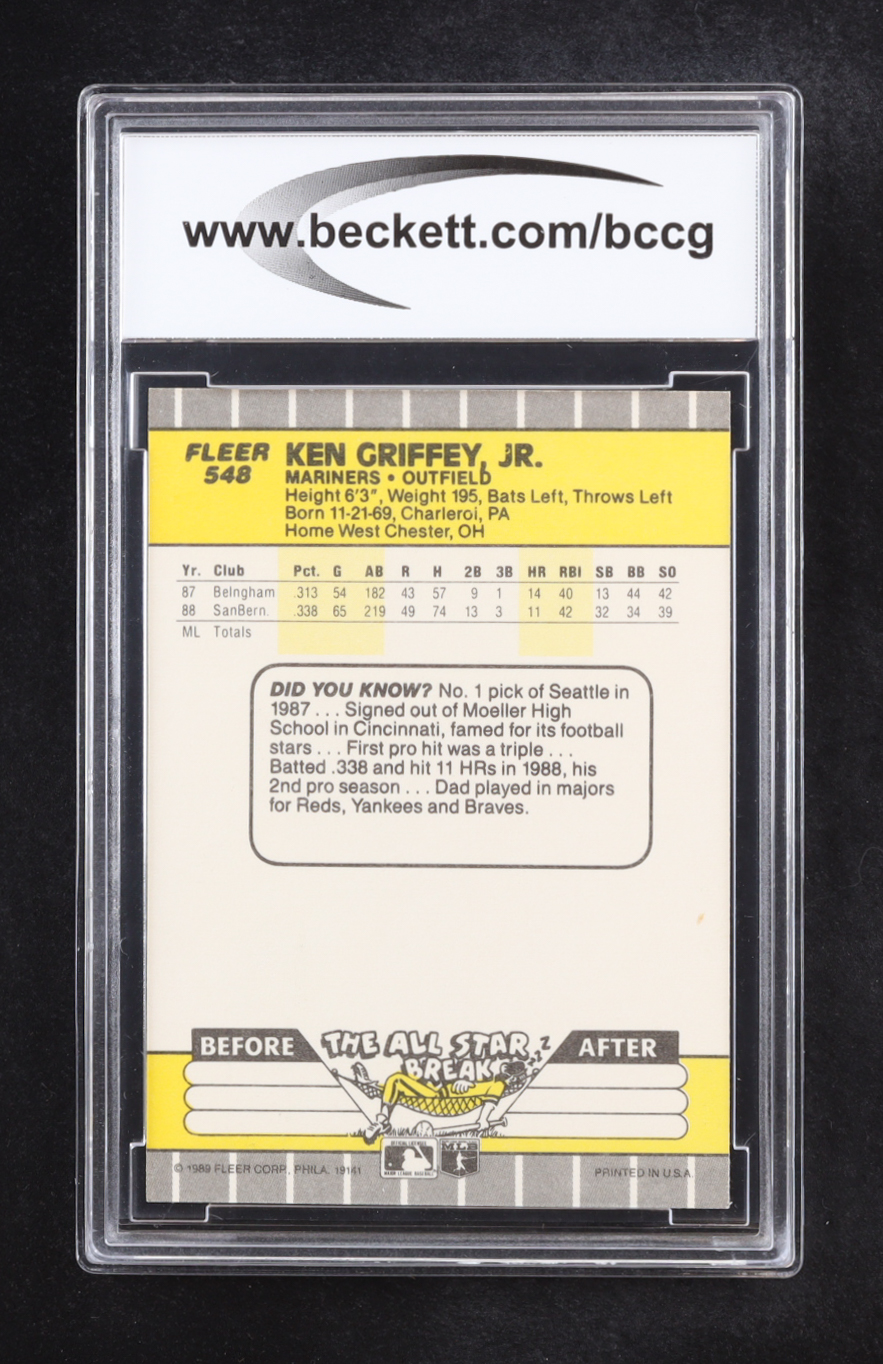 www.beckett.com/bccg
FLEER
548
KEN GRIFFEY, JR.
MARINERS • OUTFIELD
Height 6'3", Weight 195, Bats Left, Throws Left
Born 11-21-69, Charleroi, PA
Home West Chester, OH
Yr. Club Pct. G AB R H 2B 3B HR RBI SB BB SO
87 Belngham .313 54 182 43 57 9 1 14 40 13 44 42
88 SanBern. .338 65 219 49 74 13 3 11 42 32 34 39
ML Totals
DID YOU KNOW? No. 1 pick of Seattle in
1987 . . . Signed out of Moeller High
School in Cincinnati, famed for its football
stars . . . First pro hit was a triple . . .
Batted .338 and hit 11 HRs in 1988, his
2nd pro season . . . Dad played in majors
for Reds, Yankees and Braves.
BEFORE
THE ALL STAR
BREAK
zzZZ
AFTER
OFFICIAL LICENSEE
MAJOR LEAGUE BASEBALL
MLB
© 1989 FLEER CORP., PHILA. 19141
PRINTED IN U.S.A.